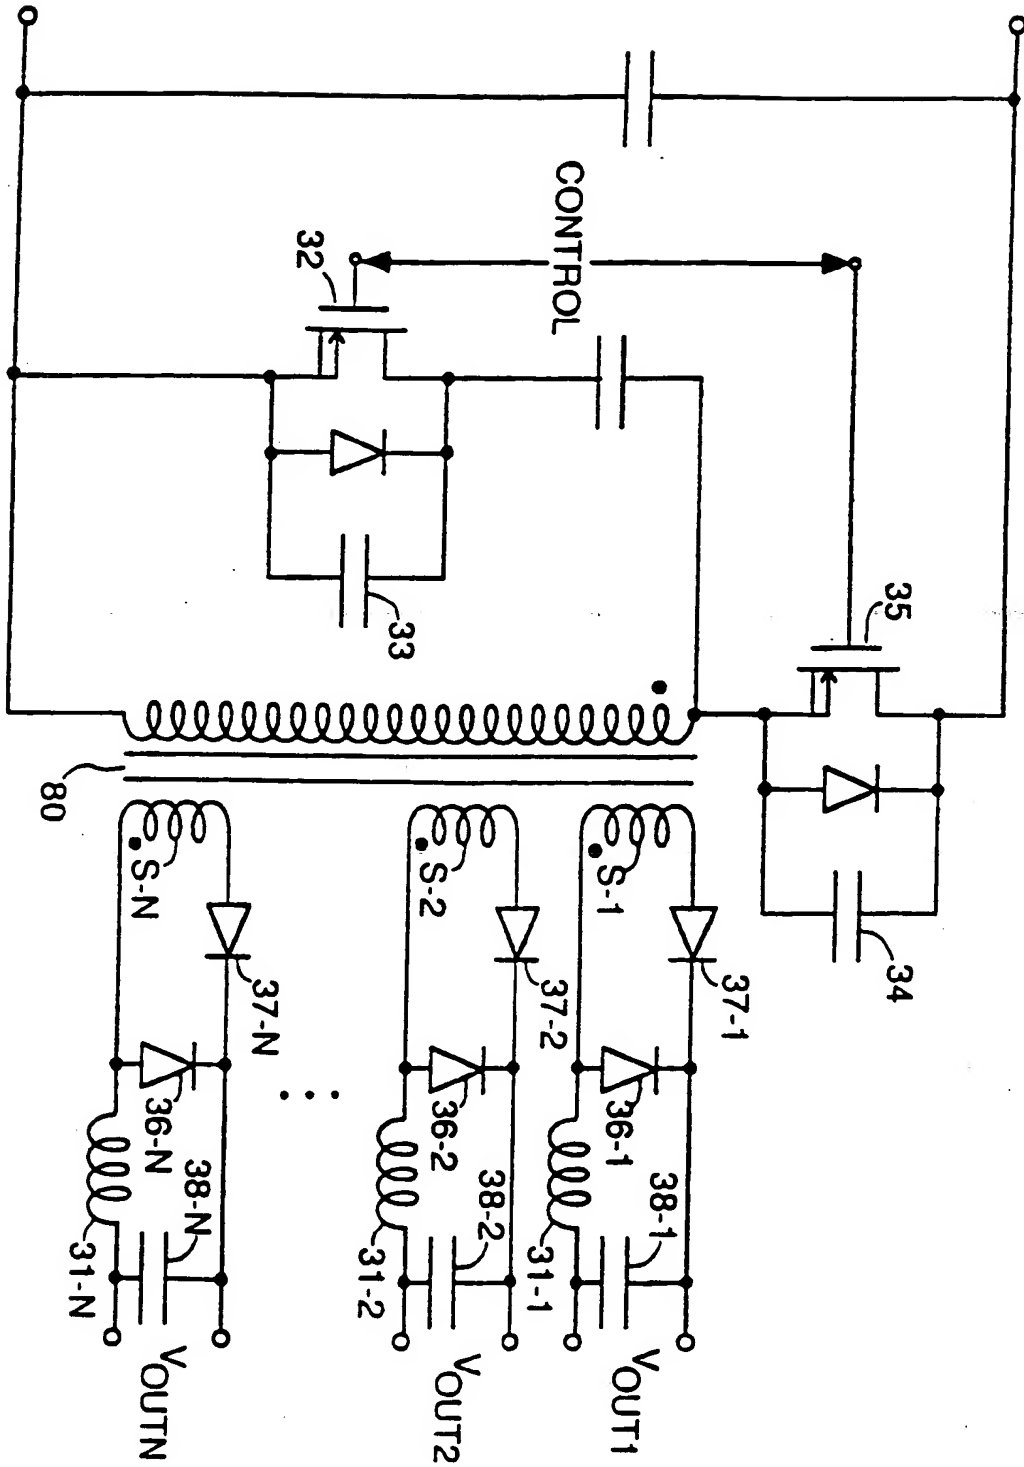 CONTROL
32
33
35
34
80
S-1
37-1
36-1
38-1
31-1
VOUT1
S-2
37-2
36-2
38-2
31-2
VOUT2
. . .
S-N
37-N
36-N
38-N
31-N
VOUTN